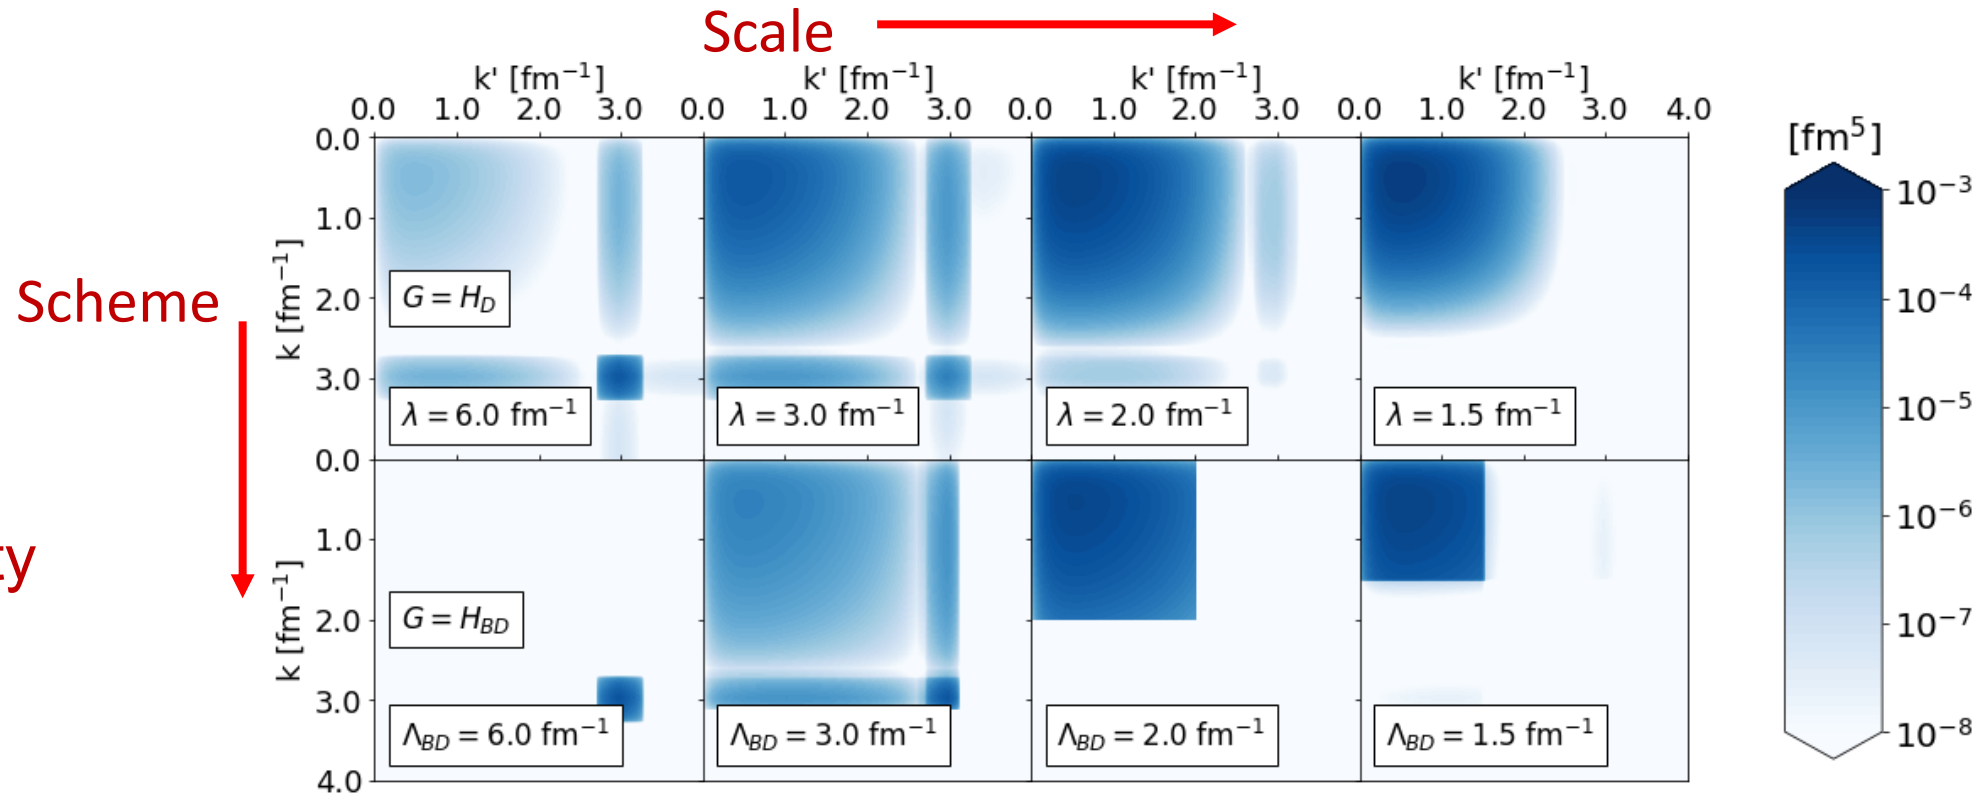 Scale
k' [fm⁻¹] k' [fm⁻¹] k' [fm⁻¹] k' [fm⁻¹]
0.0 1.0 2.0 3.0 0.0 1.0 2.0 3.0 0.0 1.0 2.0 3.0 0.0 1.0 2.0 3.0 4.0
[fm⁵]
0.0
10⁻³
1.0
k [fm⁻¹]
Scheme
2.0
G = H_D
10⁻⁴
3.0
λ = 6.0 fm⁻¹ λ = 3.0 fm⁻¹ λ = 2.0 fm⁻¹ λ = 1.5 fm⁻¹
10⁻⁵
0.0
10⁻⁶
1.0
ty
k [fm⁻¹]
2.0
G = H_BD
10⁻⁷
3.0
Λ_BD = 6.0 fm⁻¹ Λ_BD = 3.0 fm⁻¹ Λ_BD = 2.0 fm⁻¹ Λ_BD = 1.5 fm⁻¹
10⁻⁸
4.0